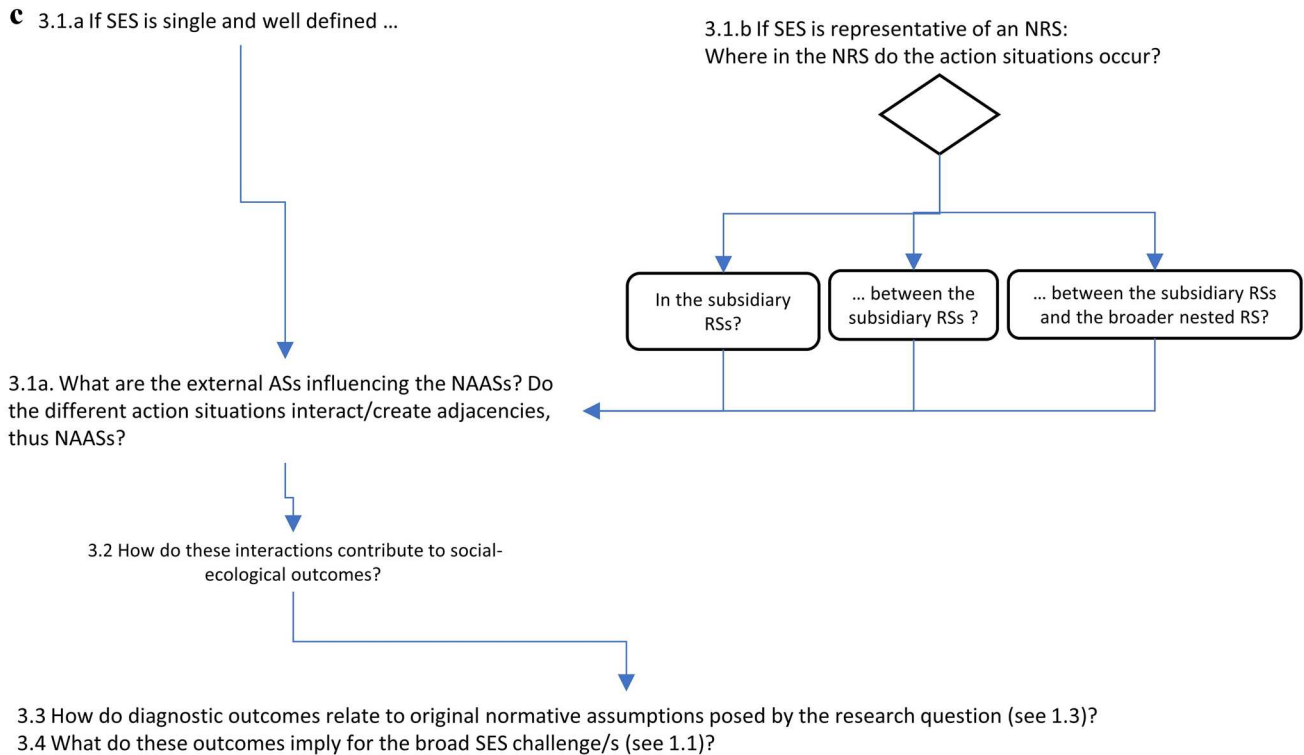 c 3.1.a If SES is single and well defined ...
3.1.b If SES is representative of an NRS:
Where in the NRS do the action situations occur?
In the subsidiary
RSs?
... between the
subsidiary RSs ?
... between the subsidiary RSs
and the broader nested RS?
3.1a. What are the external ASs influencing the NAASs? Do
the different action situations interact/create adjacencies,
thus NAASs?
3.2 How do these interactions contribute to social-
ecological outcomes?
3.3 How do diagnostic outcomes relate to original normative assumptions posed by the research question (see 1.3)?
3.4 What do these outcomes imply for the broad SES challenge/s (see 1.1)?